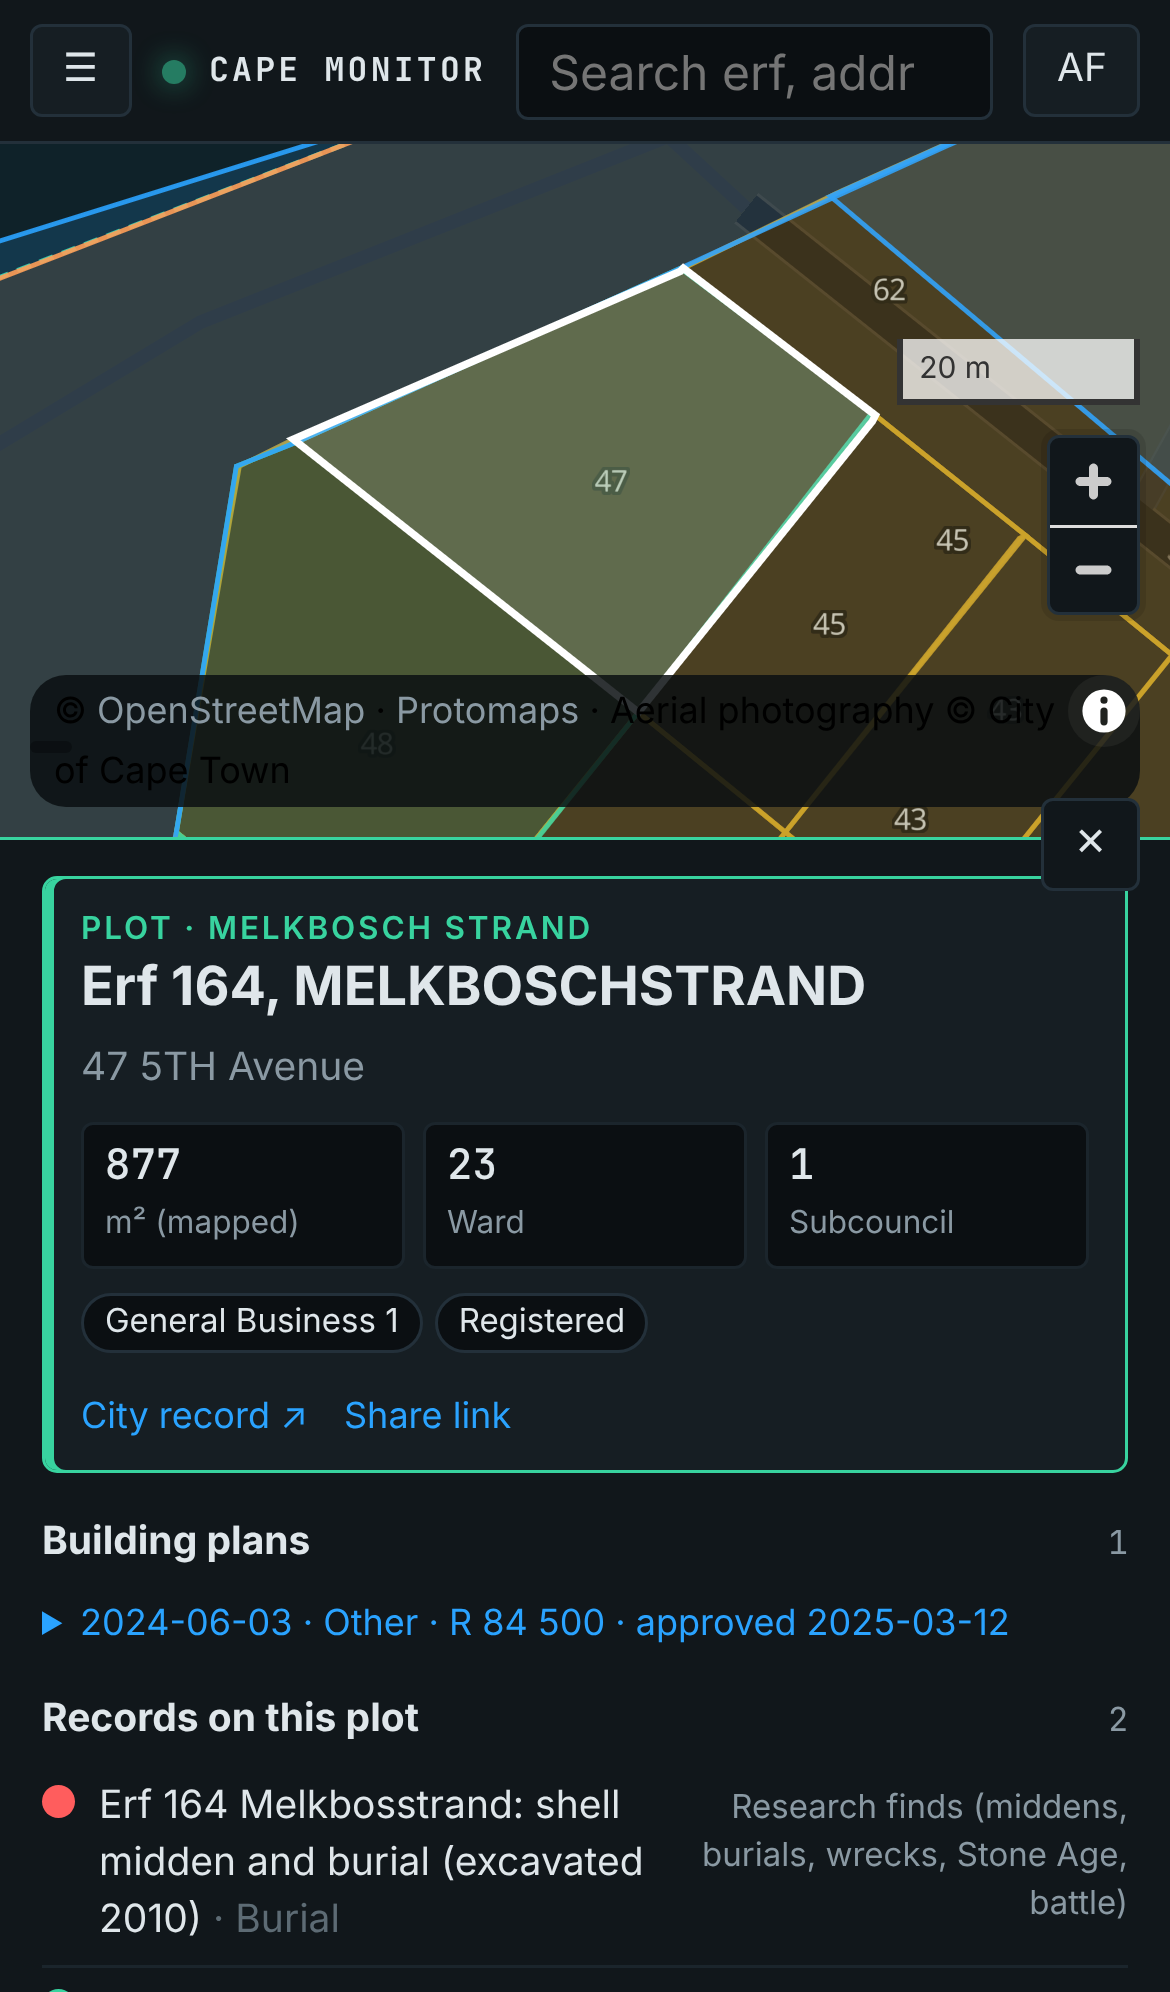 ☰ CAPE MONITOR Search erf, addr AF
62
20 m
47
45
45
© OpenStreetMap · Protomaps · Aerial photography © City
of Cape Town
48
43
43
×
PLOT · MELKBOSCH STRAND
Erf 164, MELKBOSCHSTRAND
47 5TH Avenue
877
m² (mapped)
23
Ward
1
Subcouncil
General Business 1
Registered
City record ↗ Share link
Building plans 1
▶ 2024-06-03 · Other · R 84 500 · approved 2025-03-12
Records on this plot 2
Erf 164 Melkbosstrand: shell
midden and burial (excavated
2010) · Burial
Research finds (middens,
burials, wrecks, Stone Age,
battle)